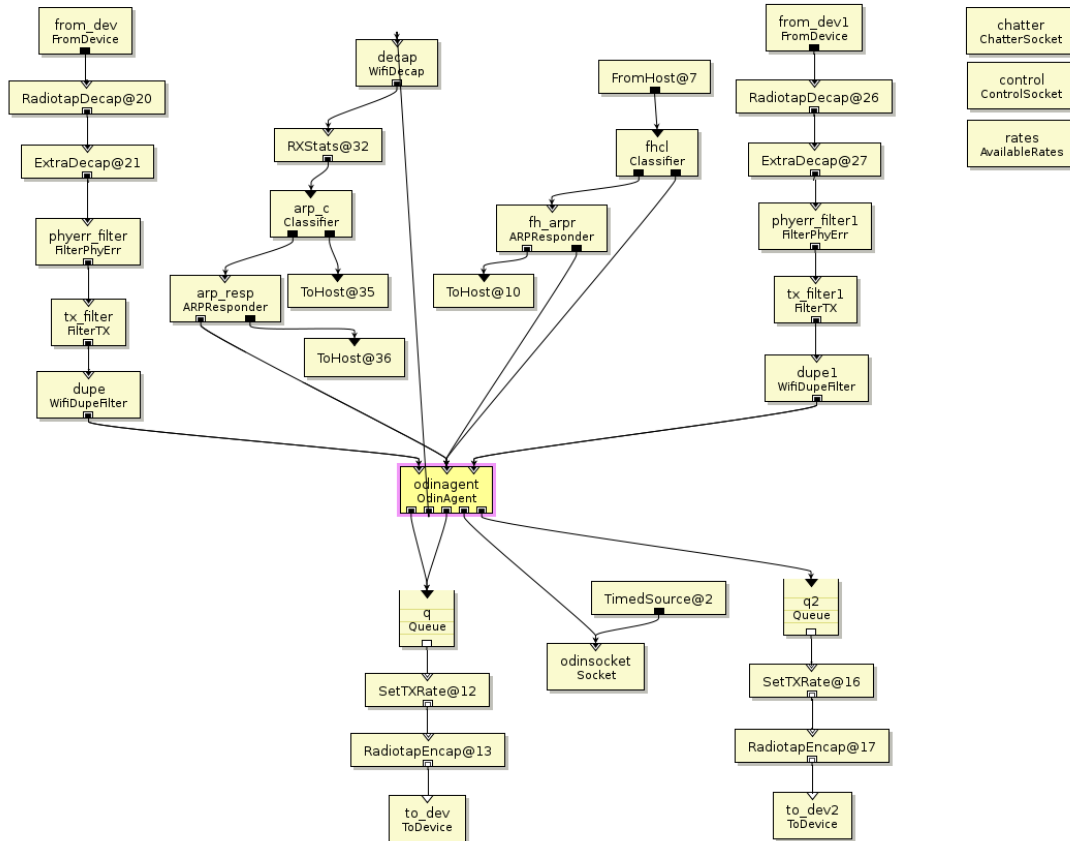 from_dev
FromDevice
from_dev1
FromDevice
chatter
ChatterSocket
decap
WifiDecap
FromHost@7
control
ControlSocket
RadiotapDecap@20
RadiotapDecap@26
RXStats@32
fhcl
Classifier
rates
AvailableRates
ExtraDecap@21
ExtraDecap@27
arp_c
Classifier
fh_arpr
ARPResponder
phyerr_filter
FilterPhyErr
phyerr_filter1
FilterPhyErr
arp_resp
ARPResponder
ToHost@35
ToHost@10
tx_filter
FilterTX
tx_filter1
FilterTX
ToHost@36
dupe
WifiDupeFilter
dupe1
WifiDupeFilter
odinagent
OdinAgent
q
Queue
TimedSource@2
q2
Queue
odinsocket
Socket
SetTXRate@12
SetTXRate@16
RadiotapEncap@13
RadiotapEncap@17
to_dev
ToDevice
to_dev2
ToDevice